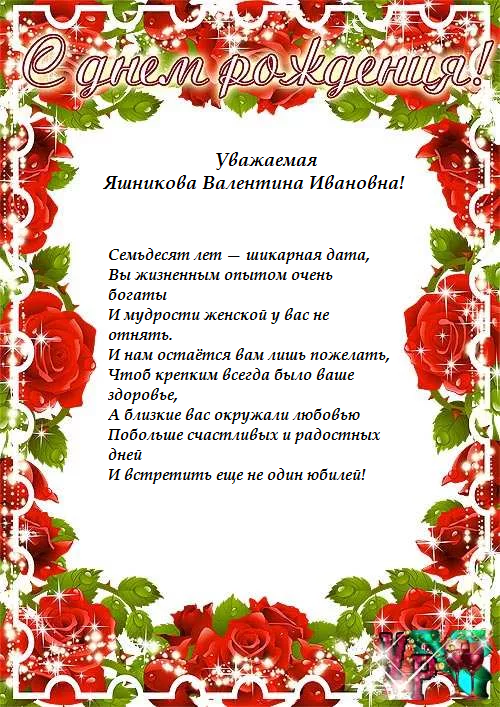 С днем рождения!
Уважаемая
Яшникова Валентина Ивановна!
Семьдесят лет — шикарная дата,
Вы жизненным опытом очень
богаты
И мудрости женской у вас не
отнять.
И нам остаётся вам лишь пожелать,
Чтоб крепким всегда было ваше
здоровье,
А близкие вас окружали любовью
Побольше счастливых и радостных
дней
И встретить еще не один юбилей!